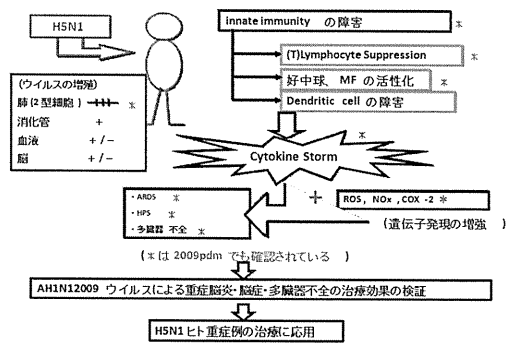 H5N1
innate immunity の障害 *
(T)Lymphocyte Suppression *
好中球、MF の活性化 *
Dendritic cell の障害
(ウイルスの増殖)
肺(2型細胞) +++ *
消化管 +
血液 +/−
脳 +/−
*
Cytokine Storm
・ARDS *
・HPS *
・多臓器不全 *
+
ROS, NOx ,COX -2 *
(遺伝子発現の増強 )
(*は 2009pdm でも確認されている )
AH1N12009 ウイルスによる重症脳炎・脳症・多臓器不全の治療効果の検証
H5N1ヒト重症例の治療に応用